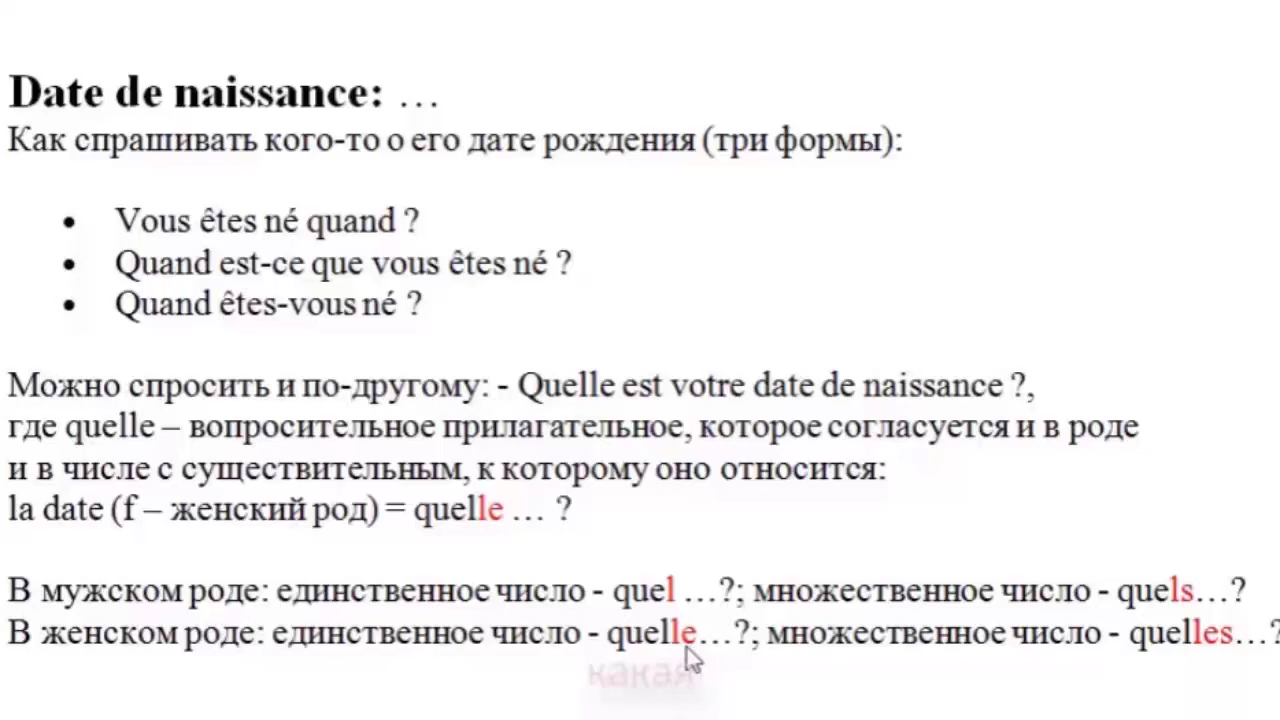 Date de naissance: …
Как спрашивать кого-то о его дате рождения (три формы):
• Vous êtes né quand ?
• Quand est-ce que vous êtes né ?
• Quand êtes-vous né ?
Можно спросить и по-другому: - Quelle est votre date de naissance ?,
где quelle – вопросительное прилагательное, которое согласуется и в роде
и в числе с существительным, к которому оно относится:
la date (f – женский род) = quelle … ?
В мужском роде: единственное число - quel …?; множественное число - quels…?
В женском роде: единственное число - quelle…?; множественное число - quelles…?
какая